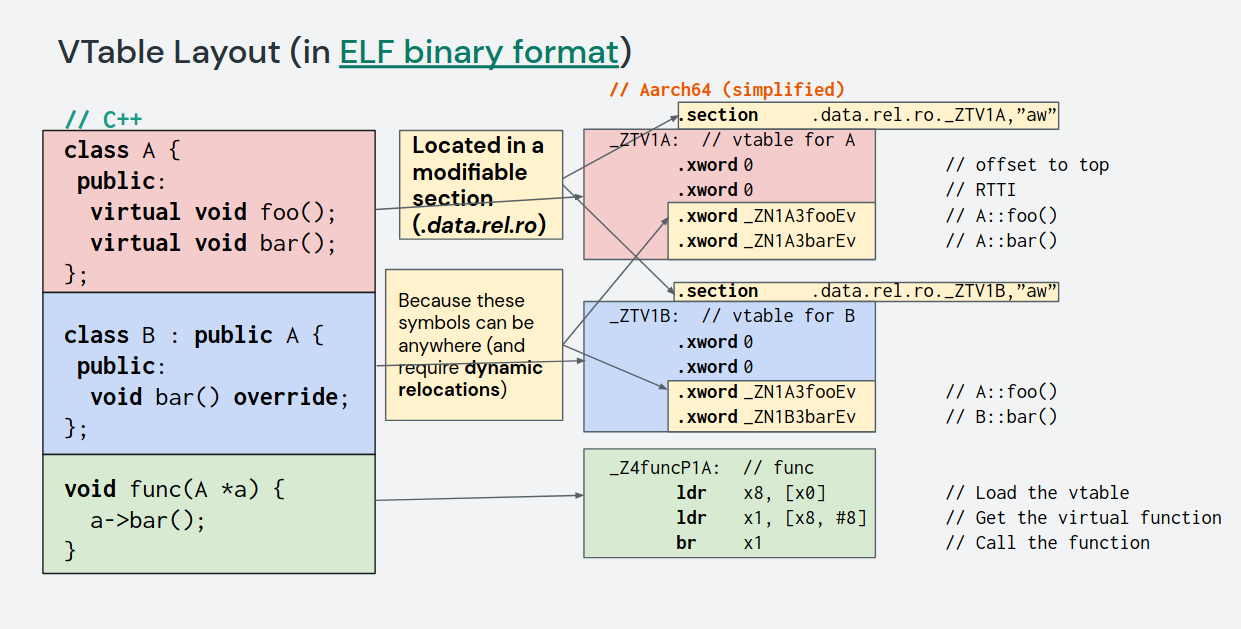 VTable Layout (in ELF binary format)
// C++
class A {
public:
virtual void foo();
virtual void bar();
};
class B : public A {
public:
void bar() override;
};
void func(A *a) {
a->bar();
}
Located in a
modifiable
section
(.data.rel.ro)
Because these
symbols can be
anywhere (and
require dynamic
relocations)
// Aarch64 (simplified)
.section .data.rel.ro._ZTV1A,”aw”
_ZTV1A: // vtable for A
.xword 0 // offset to top
.xword 0 // RTTI
.xword _ZN1A3fooEv // A::foo()
.xword _ZN1A3barEv // A::bar()
.section .data.rel.ro._ZTV1B,”aw”
_ZTV1B: // vtable for B
.xword 0
.xword 0
.xword _ZN1A3fooEv // A::foo()
.xword _ZN1B3barEv // B::bar()
_Z4funcP1A: // func
ldr x8, [x0] // Load the vtable
ldr x1, [x8, #8] // Get the virtual function
br x1 // Call the function